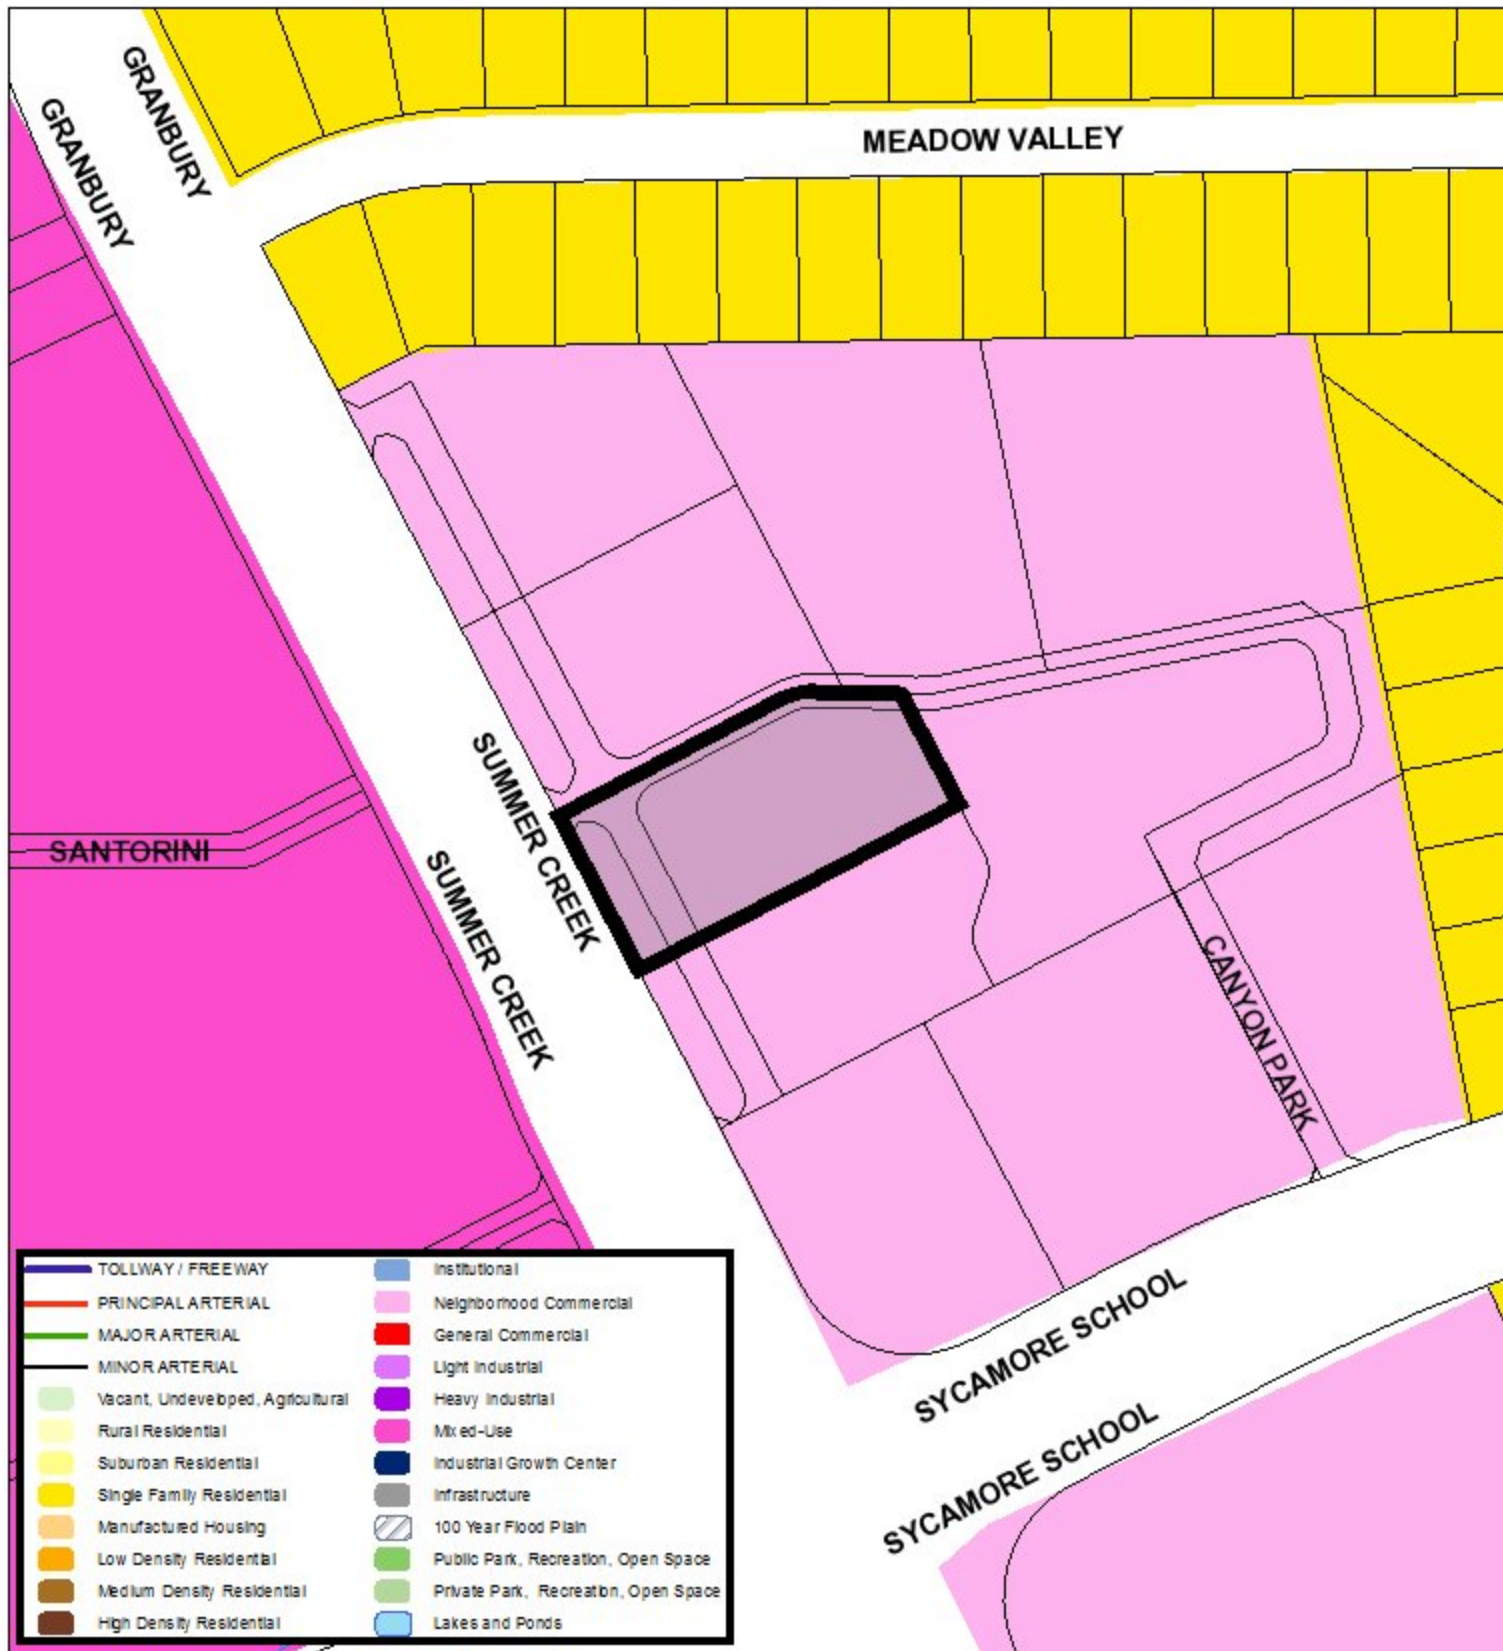 GRANBURY
GRANBURY
MEADOW VALLEY
SUMMER CREEK
SANTORINI
SUMMER CREEK
CANYON PARK
SYCAMORE SCHOOL
SYCAMORE SCHOOL
TOLLWAY / FREEWAY
PRINCIPAL ARTERIAL
MAJOR ARTERIAL
MINOR ARTERIAL
Vacant, Undeveloped, Agricultural
Rural Residential
Suburban Residential
Single Family Residential
Manufactured Housing
Low Density Residential
Medium Density Residential
High Density Residential
Institutional
Neighborhood Commercial
General Commercial
Light Industrial
Heavy Industrial
Mixed-Use
Industrial Growth Center
Infrastructure
100 Year Flood Plain
Public Park, Recreation, Open Space
Private Park, Recreation, Open Space
Lakes and Ponds